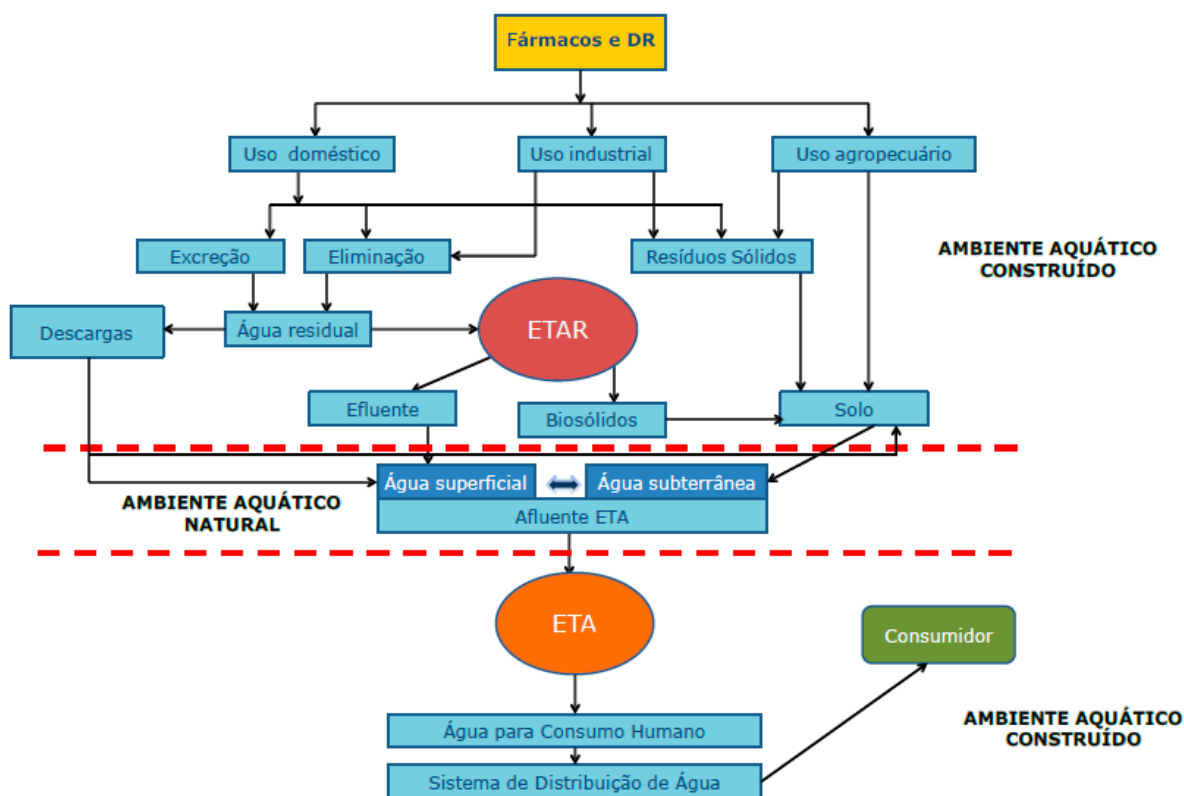 Fármacos e DR
Uso doméstico
Uso industrial
Uso agropecuário
Excreção
Eliminação
Resíduos Sólidos
AMBIENTE AQUÁTICO
CONSTRUÍDO
Descargas
Água residual
ETAR
Efluente
Biosólidos
Solo
Água superficial
Água subterrânea
AMBIENTE AQUÁTICO
NATURAL
Afluente ETA
ETA
Consumidor
Água para Consumo Humano
AMBIENTE AQUÁTICO
CONSTRUÍDO
Sistema de Distribuição de Água